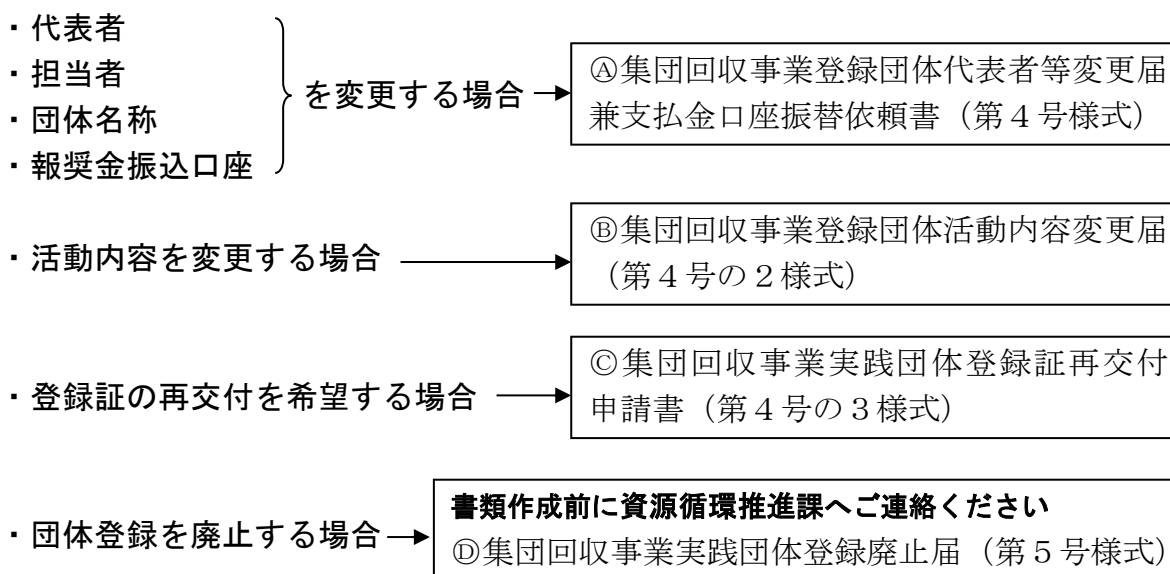 ・代表者
・担当者
・団体名称
・報奨金振込口座
を変更する場合
Ⓐ集団回収事業登録団体代表者等変更届
兼支払金口座振替依頼書（第４号様式）
・活動内容を変更する場合
Ⓑ集団回収事業登録団体活動内容変更届
（第４号の２様式）
・登録証の再交付を希望する場合
Ⓒ集団回収事業実践団体登録証再交付
申請書（第４号の３様式）
・団体登録を廃止する場合
書類作成前に資源循環推進課へご連絡ください
Ⓓ集団回収事業実践団体登録廃止届（第５号様式）